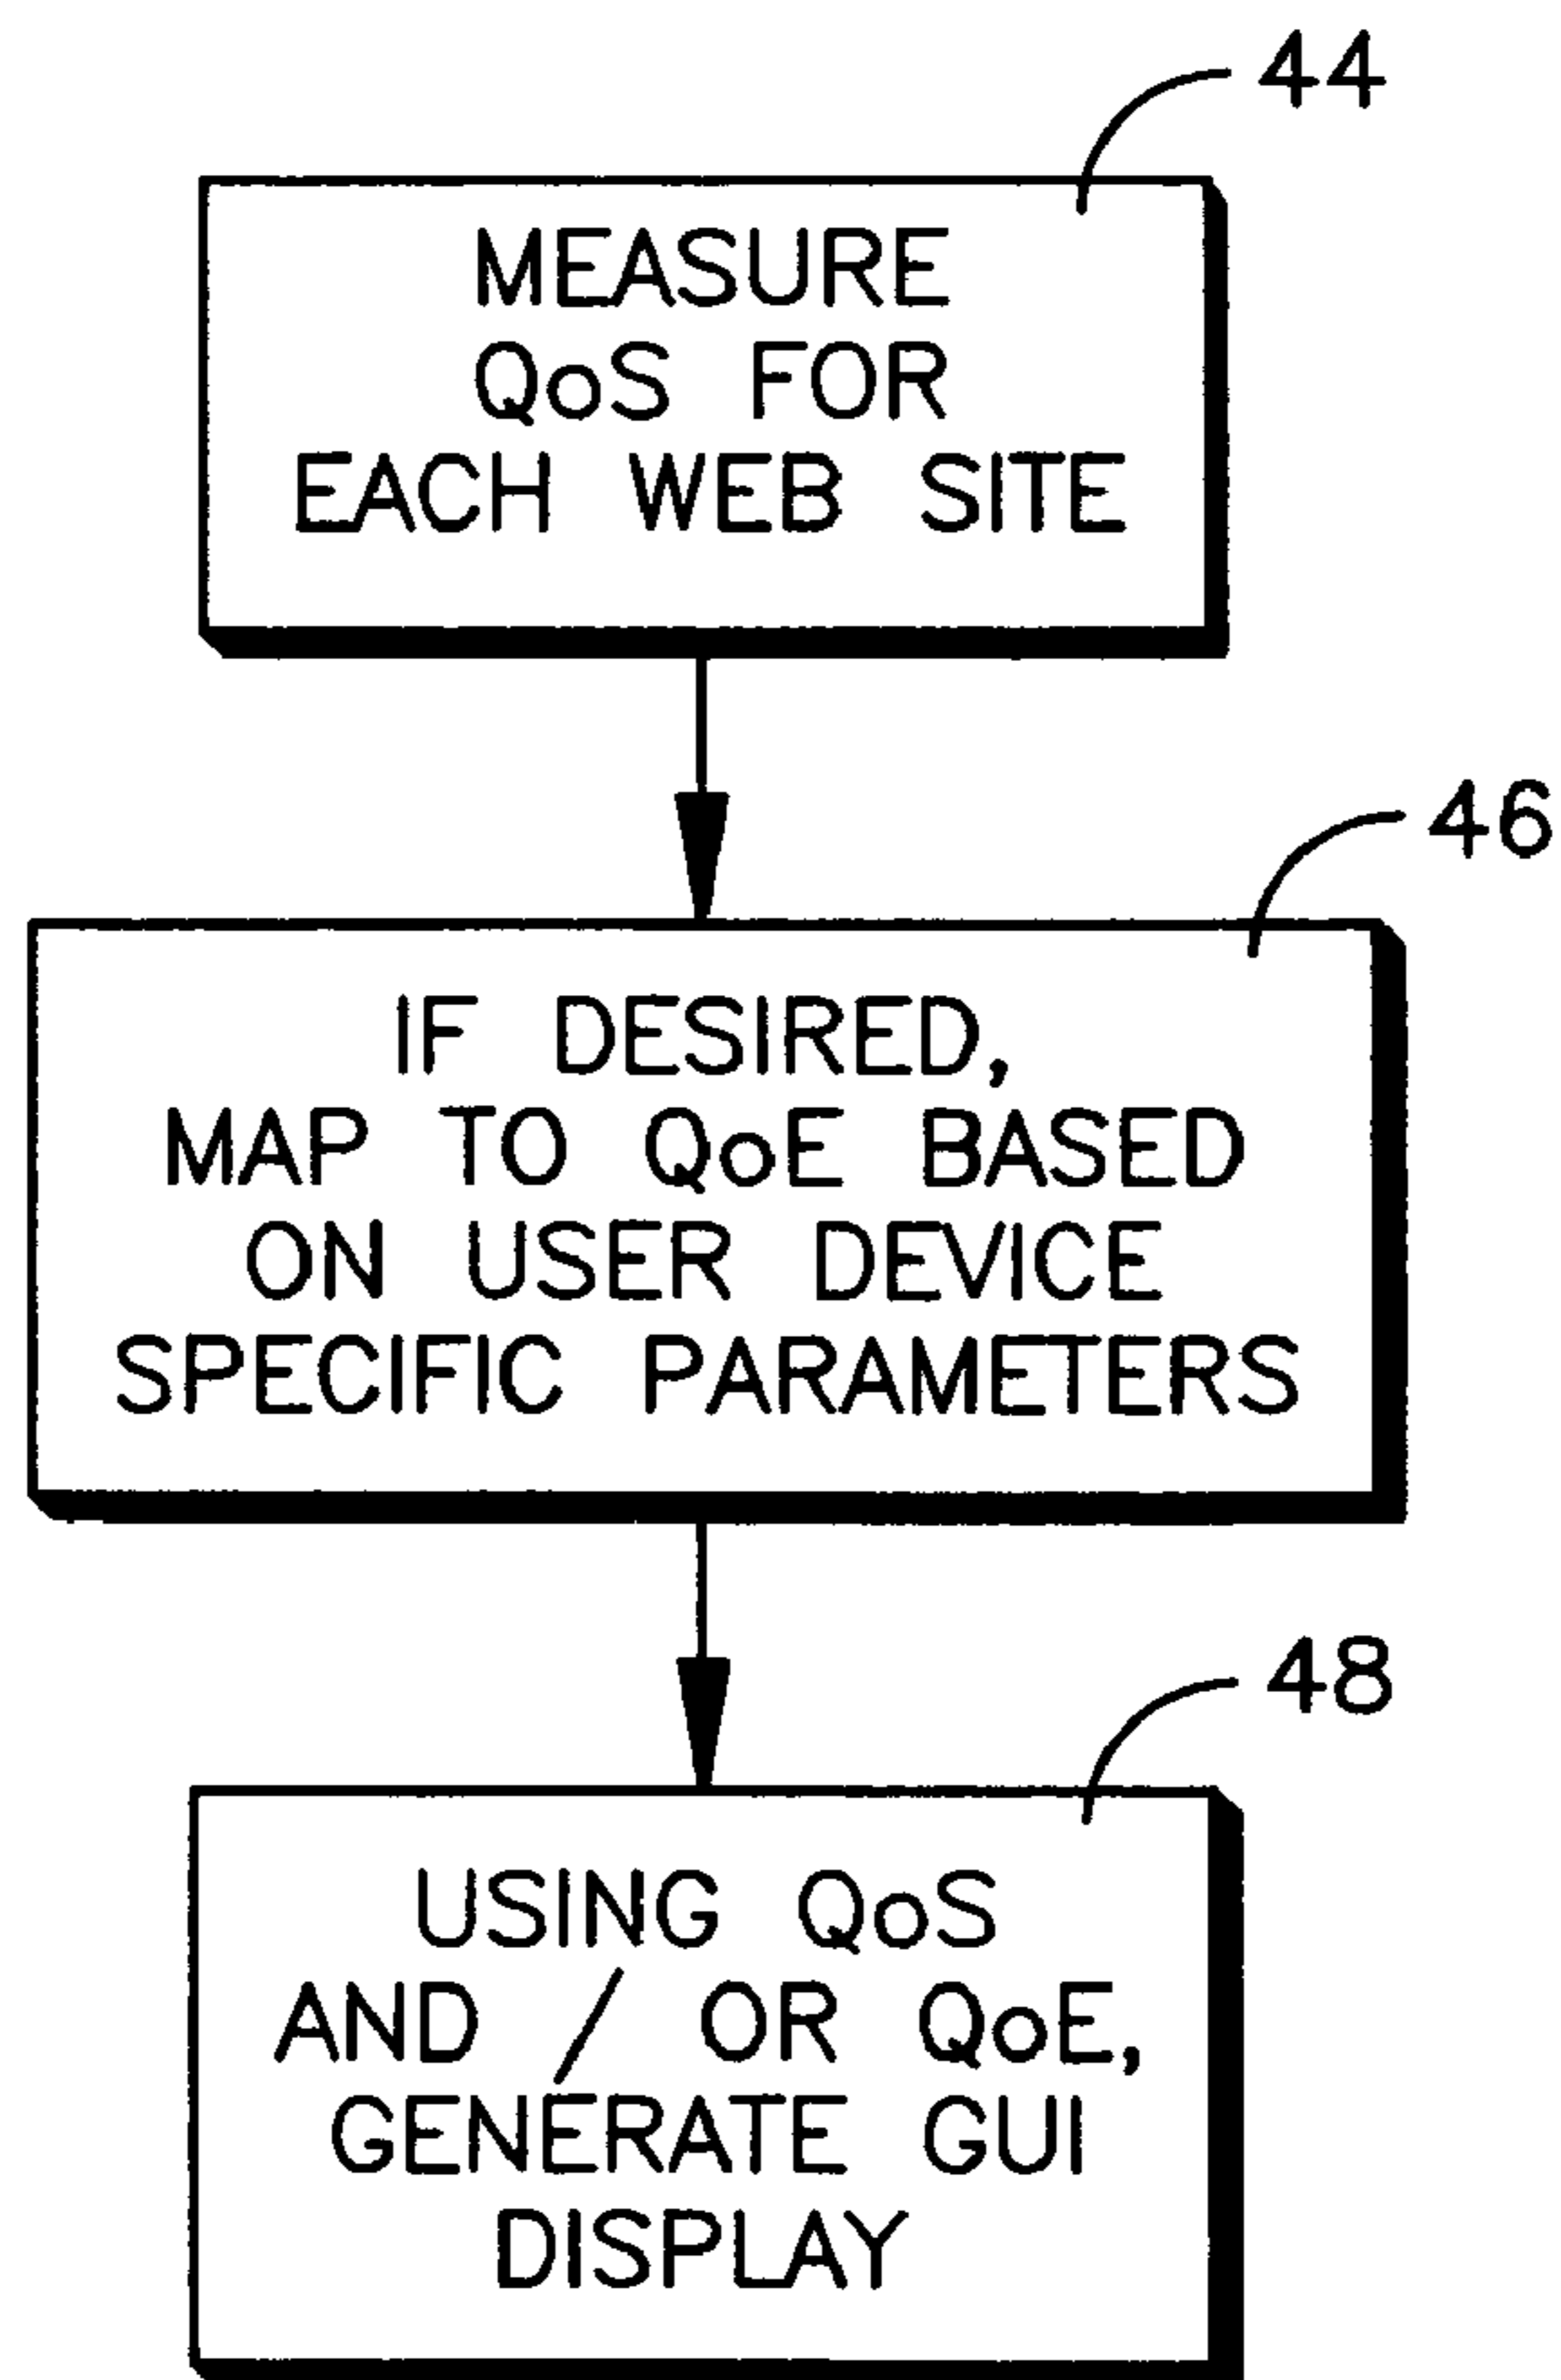 44
MEASURE
QoS FOR
EACH WEB SITE
46
IF DESIRED,
MAP TO QoE BASED
ON USER DEVICE
SPECIFIC PARAMETERS
48
USING QoS
AND / OR QoE,
GENERATE GUI
DISPLAY